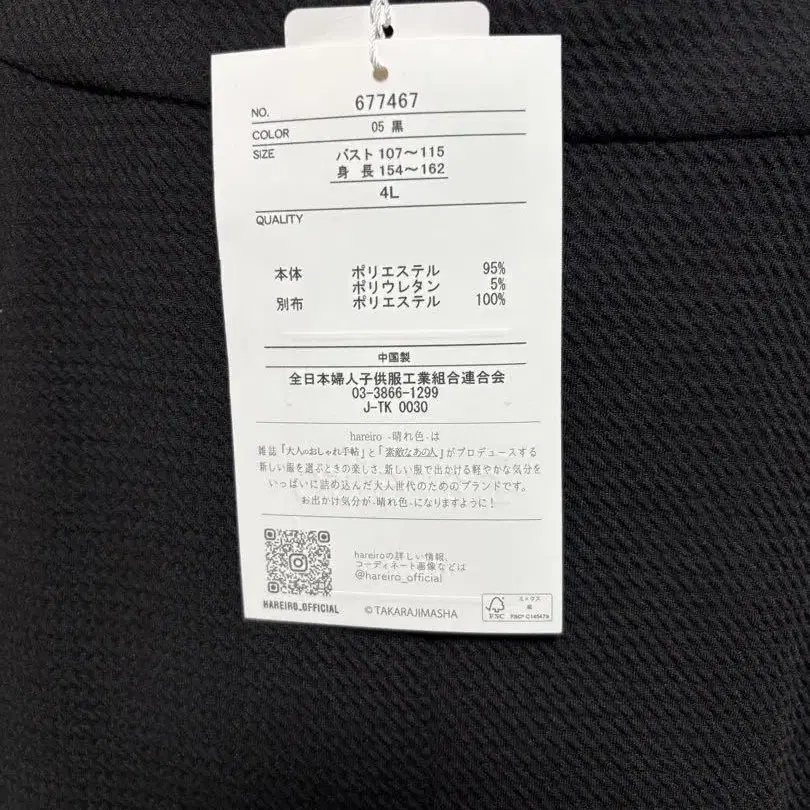 NO. 677467
COLOR 05 黒
SIZE バスト 107〜115
身 長 154〜162
4L
QUALITY
本体 ポリエステル 95%
ポリウレタン 5%
別布 ポリエステル 100%
中国製
全日本婦人子供服工業組合連合会
03-3866-1299
J-TK 0030
hareiro -晴れ色-は
雑誌「大人のおしゃれ手帖」と「素敵なあの人」がプロデュースする
新しい服を選ぶときの楽しさ、新しい服で出かける軽やかな気分を
いっぱいに詰め込んだ大人世代のためのブランドです。
お出かけ気分が-晴れ色-になりますように!
hareiroの詳しい情報、
コーディネート画像などは
@hareiro_official
HAREIRO_OFFICIAL
©TAKARAJIMASHA
FSC
ミックス
紙